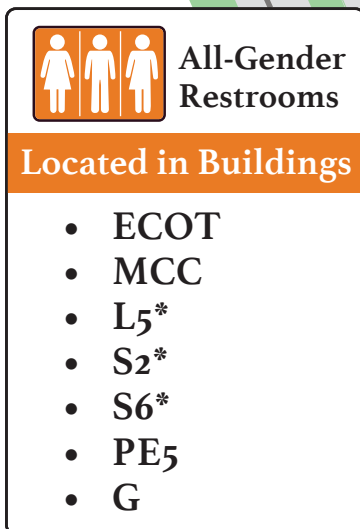 All-Gender
Restrooms
Located in Buildings
• ECOT
• MCC
• L5*
• S2*
• S6*
• PE5
• G